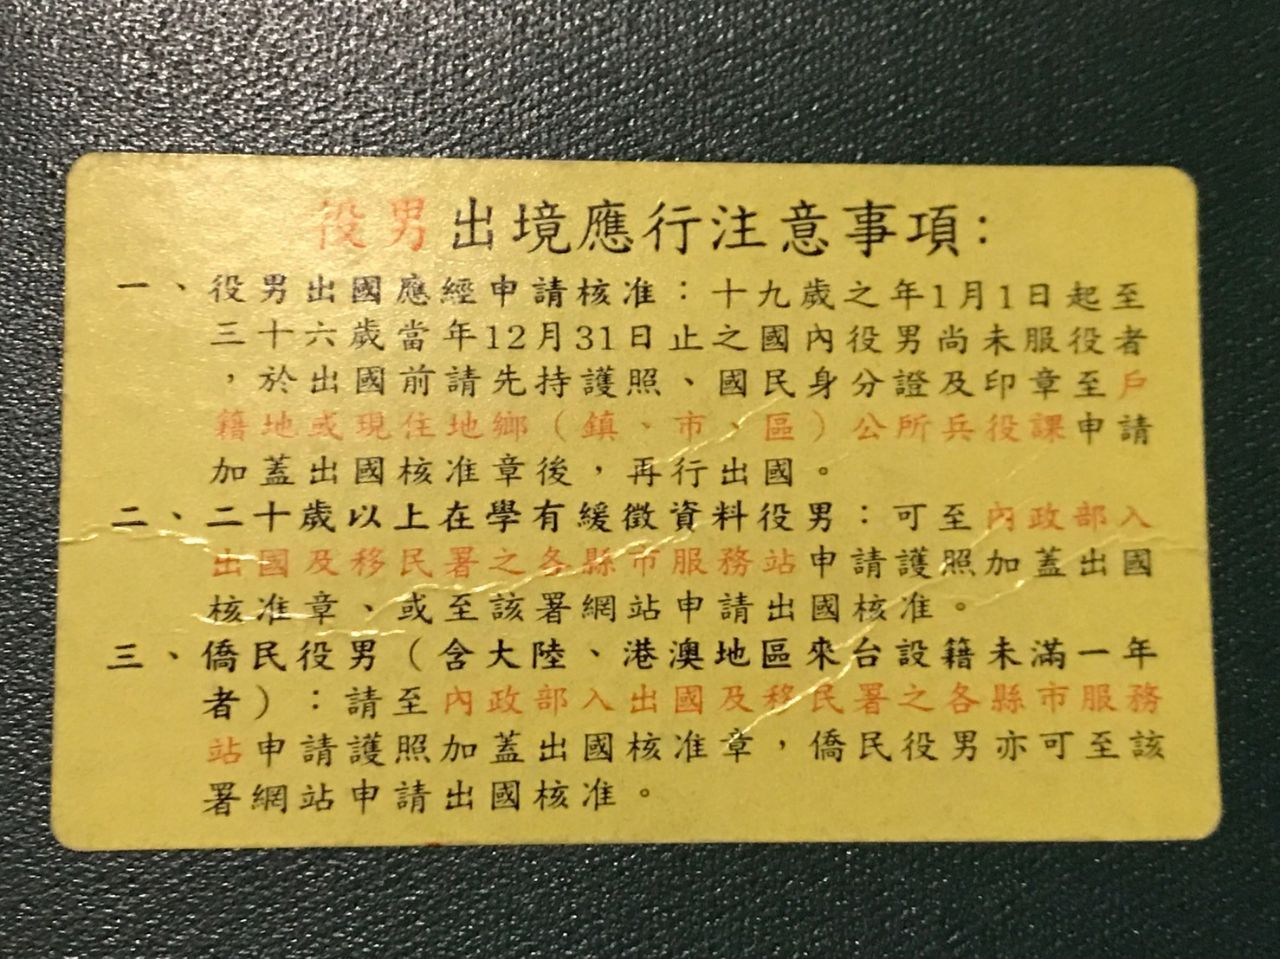 役男出境應行注意事項：
一、役男出國應經申請核准：十九歲之年1月1日起至
三十六歲當年12月31日止之國內役男尚未服役者
，於出國前請先持護照、國民身分證及印章至戶
籍地或現住地鄉（鎮、市、區）公所兵役課申請
加蓋出國核准章後，再行出國。
二、二十歲以上在學有緩徵資料役男：可至內政部入
出國及移民署之各縣市服務站申請護照加蓋出國
核准章、或至該署網站申請出國核准。
三、僑民役男（含大陸、港澳地區來台設籍未滿一年
者）：請至內政部入出國及移民署之各縣市服務
站申請護照加蓋出國核准章，僑民役男亦可至該
署網站申請出國核准。